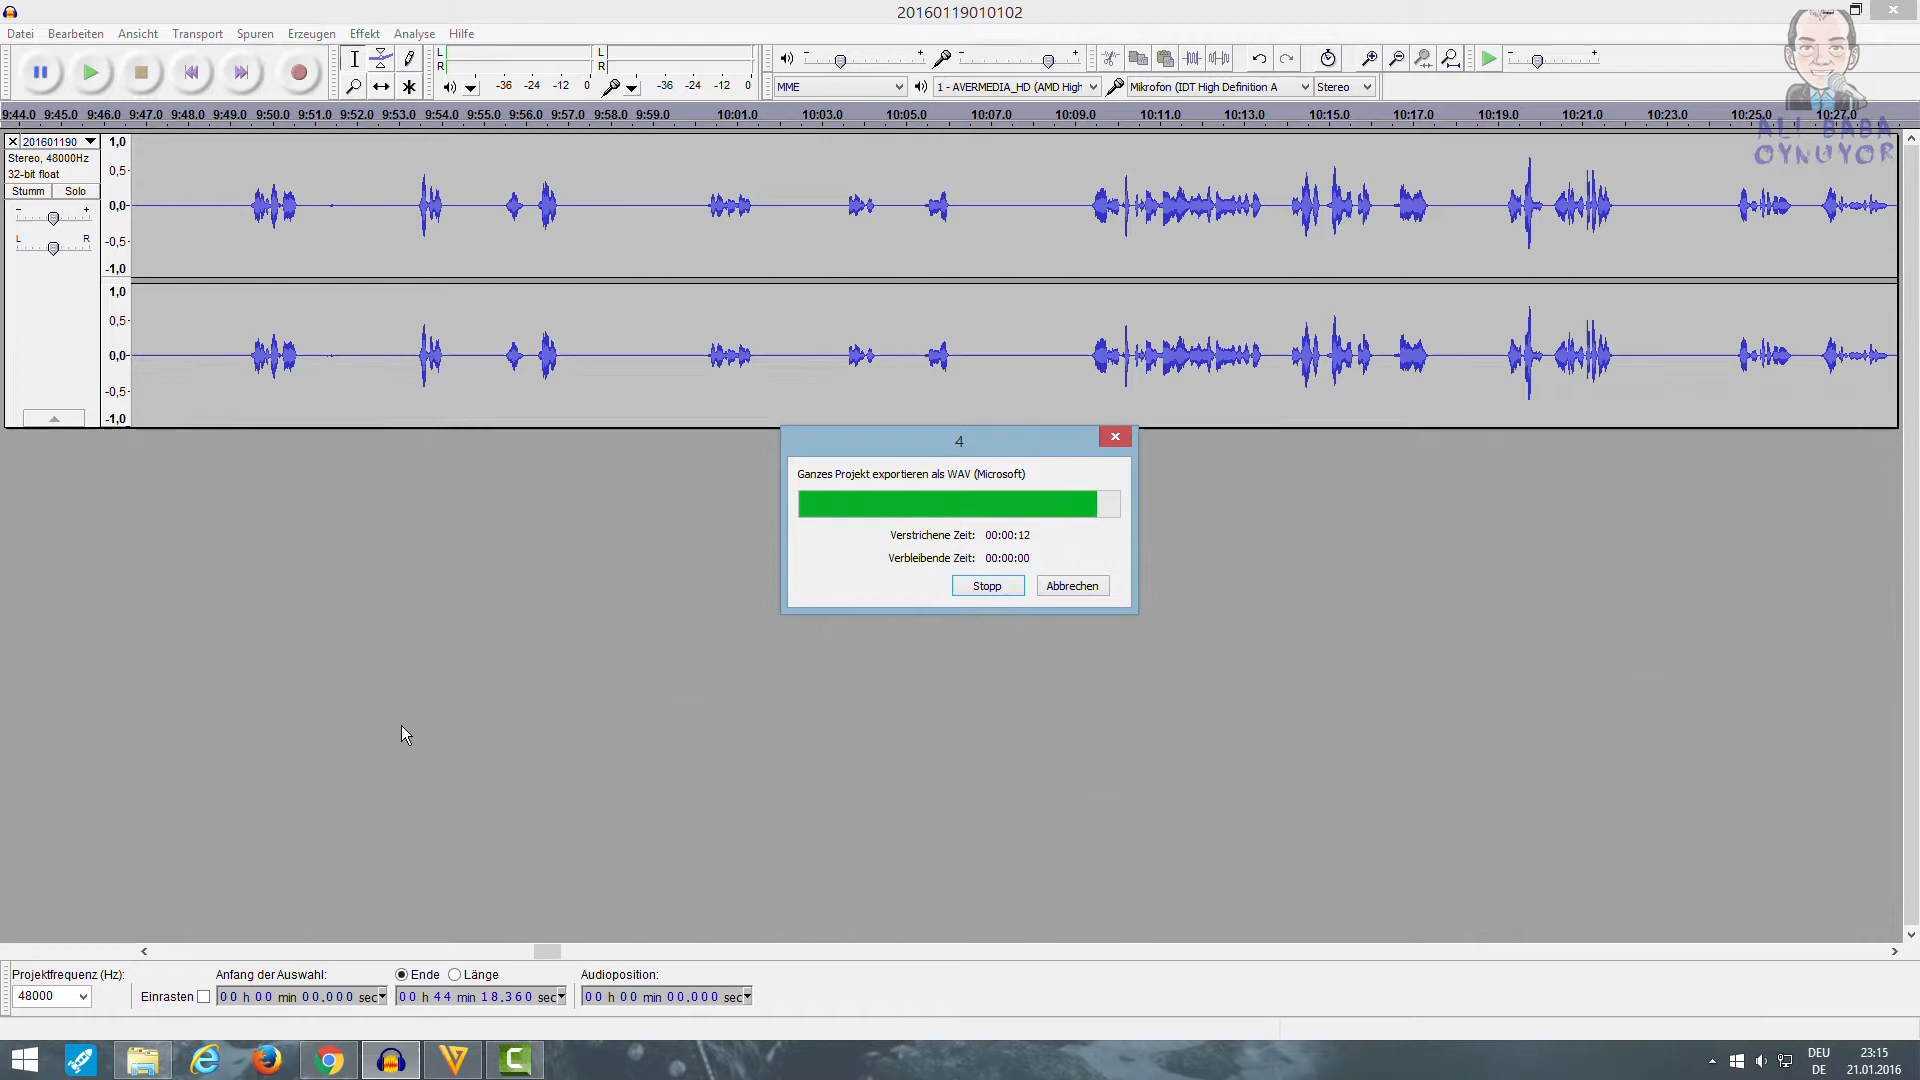 20160119010102
Datei Bearbeiten Ansicht Transport Spuren Erzeugen Effekt Analyse Hilfe
L
R
L
R
-36 -24 -12 0
-36 -24 -12 0
MME
1 - AVERMEDIA_HD (AMD High
Mikrofon (IDT High Definition A
Stereo
9:44.0 9:45.0 9:46.0 9:47.0 9:48.0 9:49.0 9:50.0 9:51.0 9:52.0 9:53.0 9:54.0 9:55.0 9:56.0 9:57.0 9:58.0 9:59.0 10:01.0 10:03.0 10:05.0 10:07.0 10:09.0 10:11.0 10:13.0 10:15.0 10:17.0 10:19.0 10:21.0 10:23.0 10:25.0 10:27.0
ALI BABA
OYNUYOR
201601190
Stereo, 48000Hz
32-bit float
Stumm Solo
- +
L R
1,0
0,5-
0,0-
-0,5-
-1,0
1,0
0,5-
0,0-
-0,5-
-1,0
4
Ganzes Projekt exportieren als WAV (Microsoft)
Verstrichene Zeit: 00:00:12
Verbleibende Zeit: 00:00:00
Stopp Abbrechen
Projektfrequenz (Hz):
48000
Einrasten
Anfang der Auswahl:
00 h 00 min 00.000 sec
Ende Länge
00 h 44 min 18.360 sec
Audioposition:
00 h 00 min 00.000 sec
DEU
DE
23:15
21.01.2016